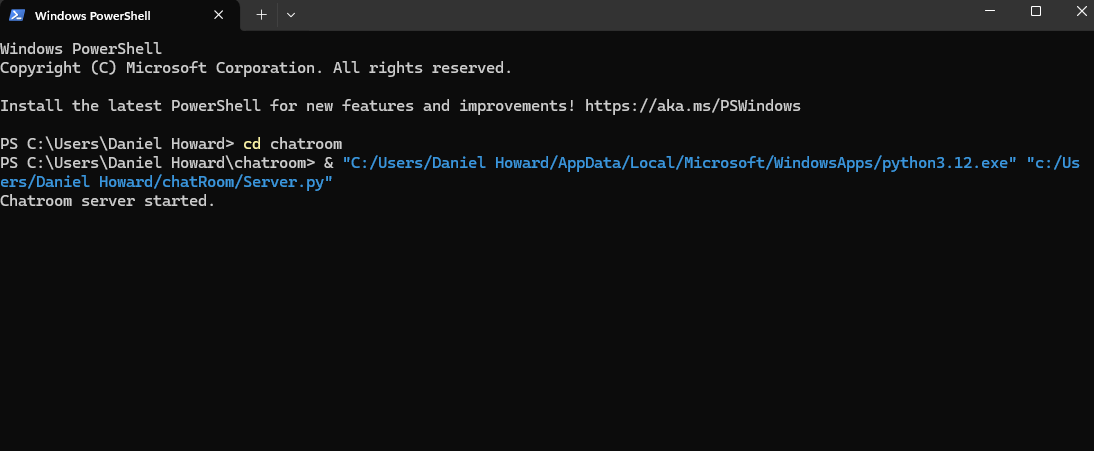 Windows PowerShell
Windows PowerShell
Copyright (C) Microsoft Corporation. All rights reserved.
Install the latest PowerShell for new features and improvements! https://aka.ms/PSWindows
PS C:\Users\Daniel Howard> cd chatroom
PS C:\Users\Daniel Howard\chatroom> & "C:/Users/Daniel Howard/AppData/Local/Microsoft/WindowsApps/python3.12.exe" "c:/Us
ers/Daniel Howard/chatRoom/Server.py"
Chatroom server started.